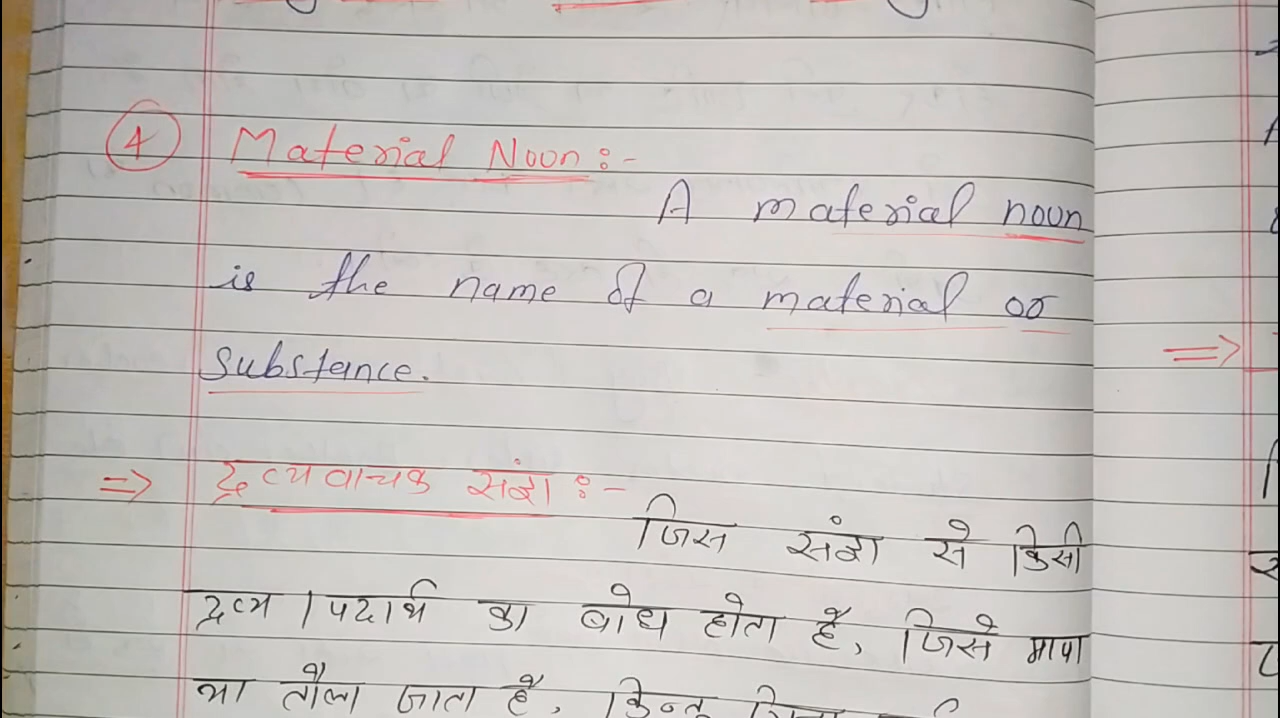 4 Material Noun :-
A material noun
is the name of a material or
substance.
=> द्रव्यवाचक संज्ञा :-
जिस संज्ञा से किसी
द्रव्य / पदार्थ का बोध होता है, जिसे मापा
या तौला जाता है, किन्तु
=>